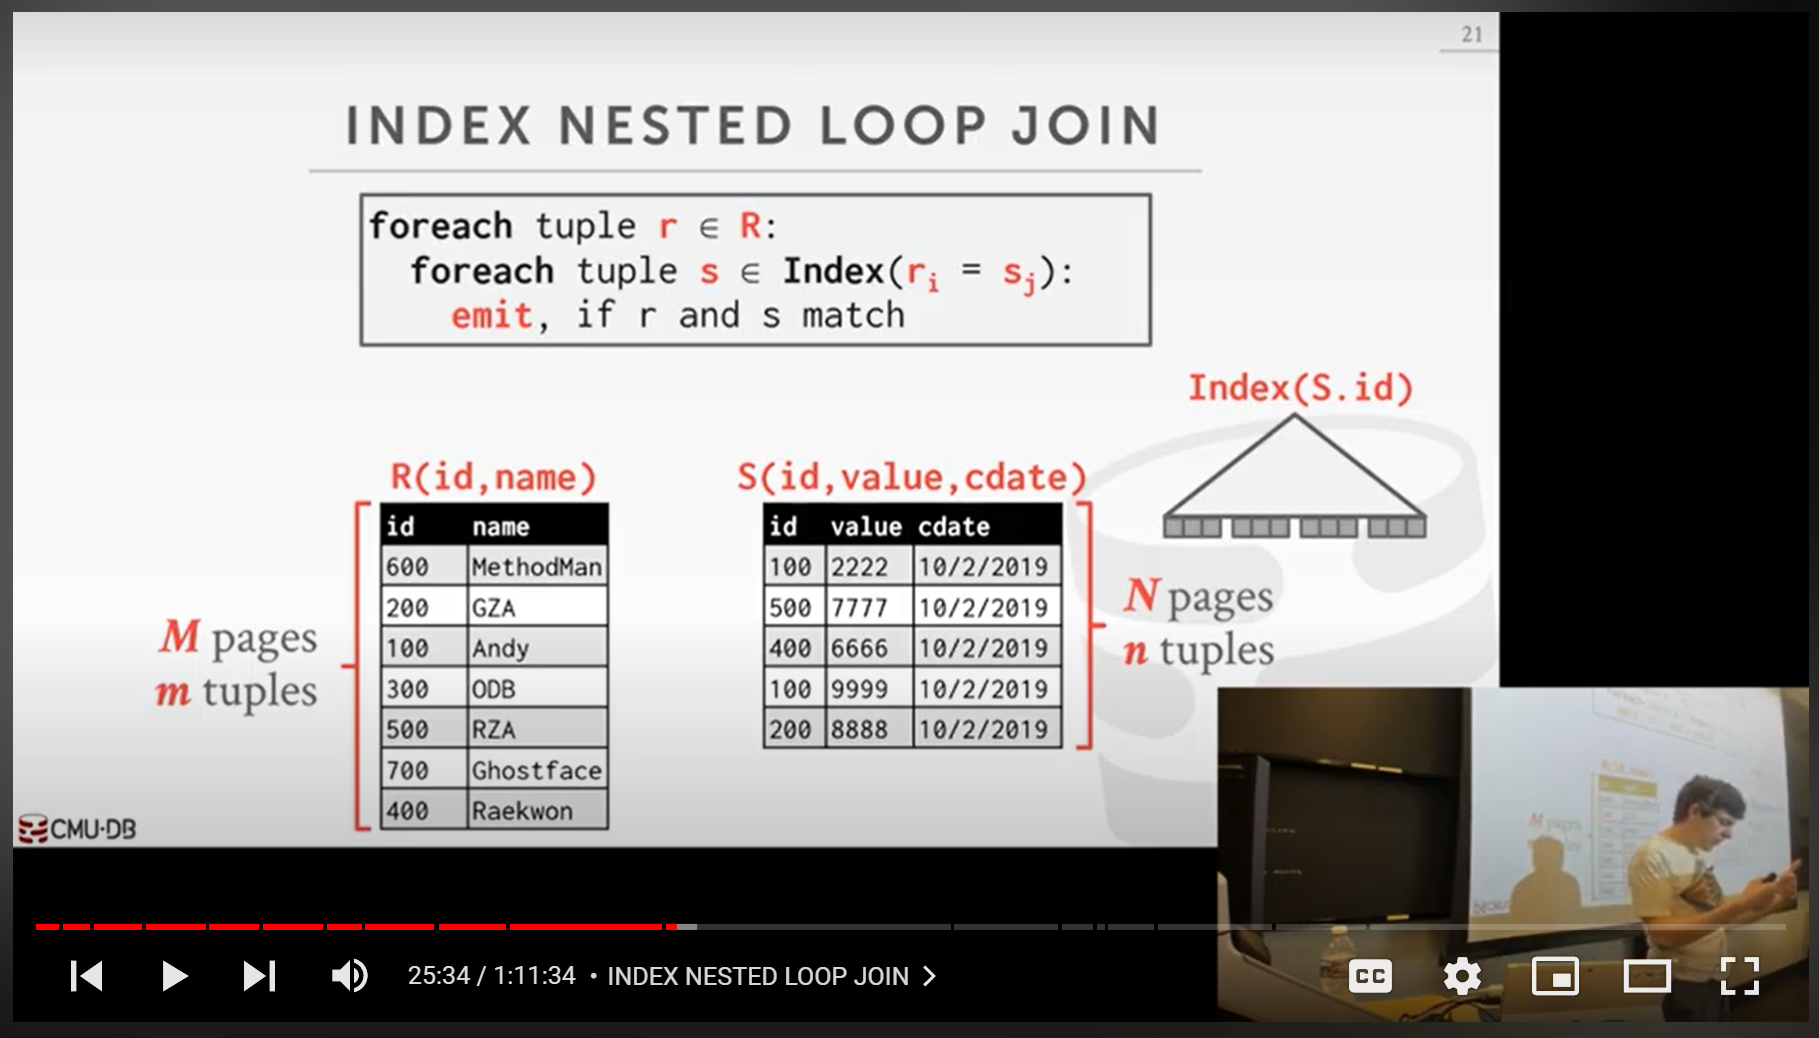 21
INDEX NESTED LOOP JOIN
foreach tuple r ∈ R:
foreach tuple s ∈ Index(ri = sj):
emit, if r and s match
Index(S.id)
R(id,name)
S(id,value,cdate)
id name
600 MethodMan
200 GZA
100 Andy
300 ODB
500 RZA
700 Ghostface
400 Raekwon
M pages
m tuples
id value cdate
100 2222 10/2/2019
500 7777 10/2/2019
400 6666 10/2/2019
100 9999 10/2/2019
200 8888 10/2/2019
N pages
n tuples
CMU·DB
M pages
25:34 / 1:11:34 • INDEX NESTED LOOP JOIN
CC